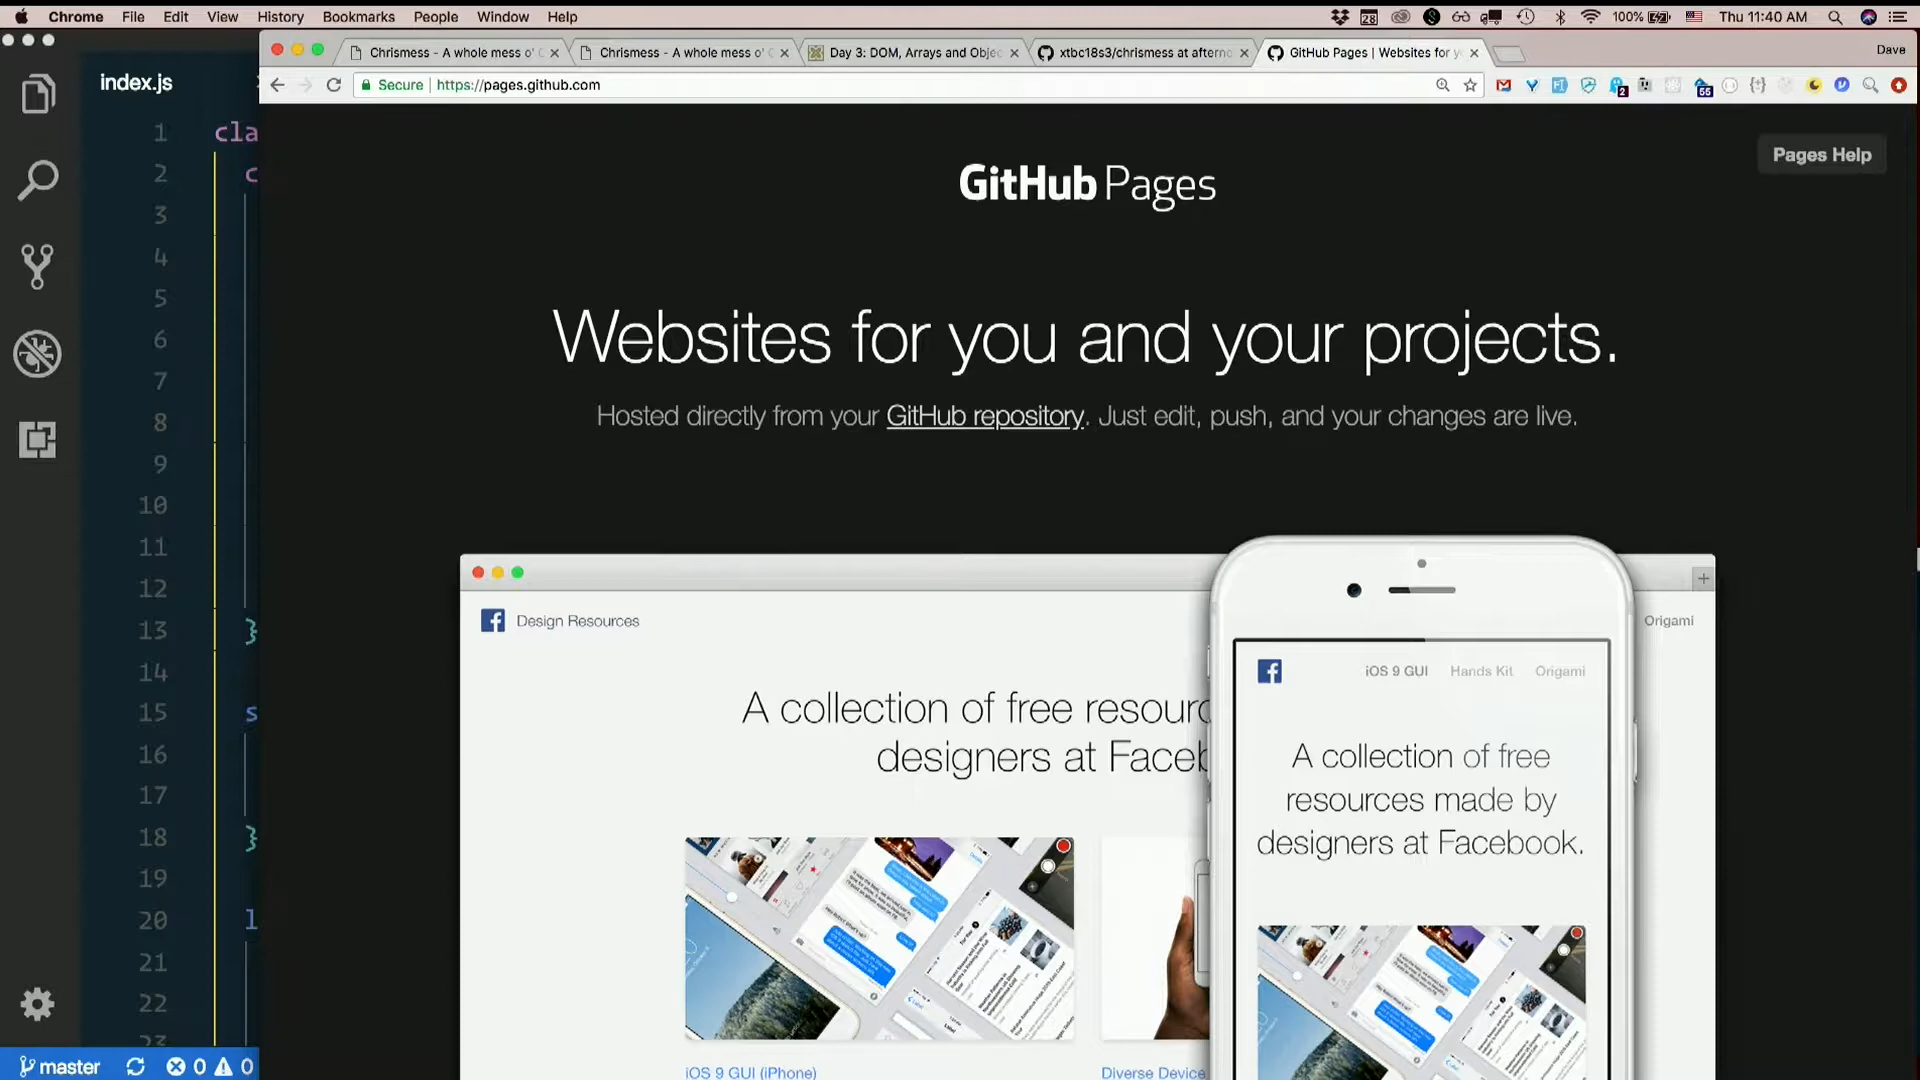 Chrome File Edit View History Bookmarks People Window Help
28
100%
Thu 11:40 AM
index.js
Chrismess - A whole mess o' C
Chrismess - A whole mess o' C
Day 3: DOM, Arrays and Objec
xtbc18s3/chrismess at afterno
GitHub Pages | Websites for y
Dave
Secure | https://pages.github.com
2
55
1 cla
2 c
3
4
5
6
7
8
9
10
11
12
13 }
14
15 s
16
17
18 }
19
20 l
21
22
23
master 0 0
GitHub Pages
Pages Help
Websites for you and your projects.
Hosted directly from your GitHub repository. Just edit, push, and your changes are live.
Design Resources
Origami
A collection of free resourc
designers at Faceb
iOS 9 GUI (iPhone)
Diverse Device
iOS 9 GUI Hands Kit Origami
A collection of free
resources made by
designers at Facebook.